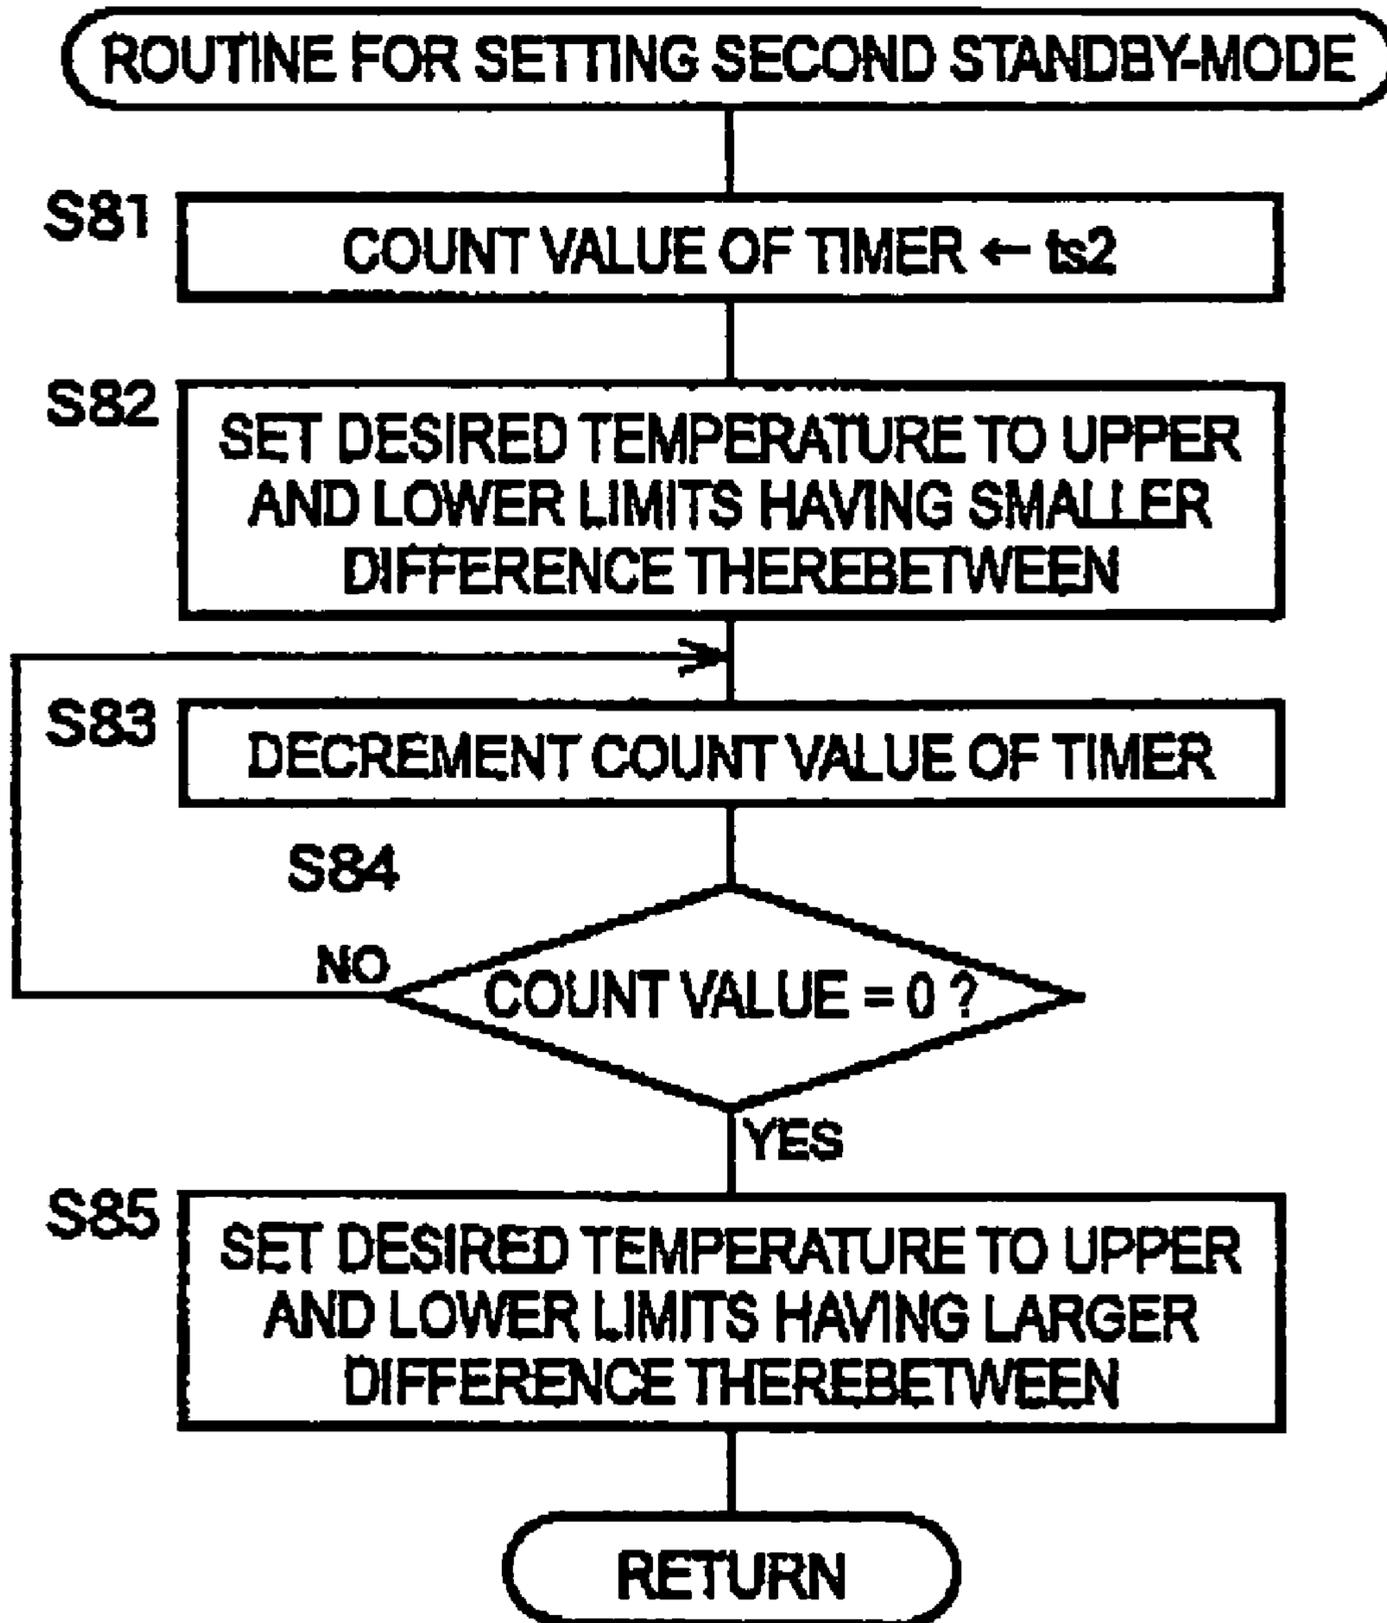 ROUTINE FOR SETTING SECOND STANDBY-MODE
S81
COUNT VALUE OF TIMER ← ts2
S82
SET DESIRED TEMPERATURE TO UPPER
AND LOWER LIMITS HAVING SMALLER
DIFFERENCE THEREBETWEEN
S83
DECREMENT COUNT VALUE OF TIMER
S84
NO
COUNT VALUE = 0 ?
YES
S85
SET DESIRED TEMPERATURE TO UPPER
AND LOWER LIMITS HAVING LARGER
DIFFERENCE THEREBETWEEN
RETURN